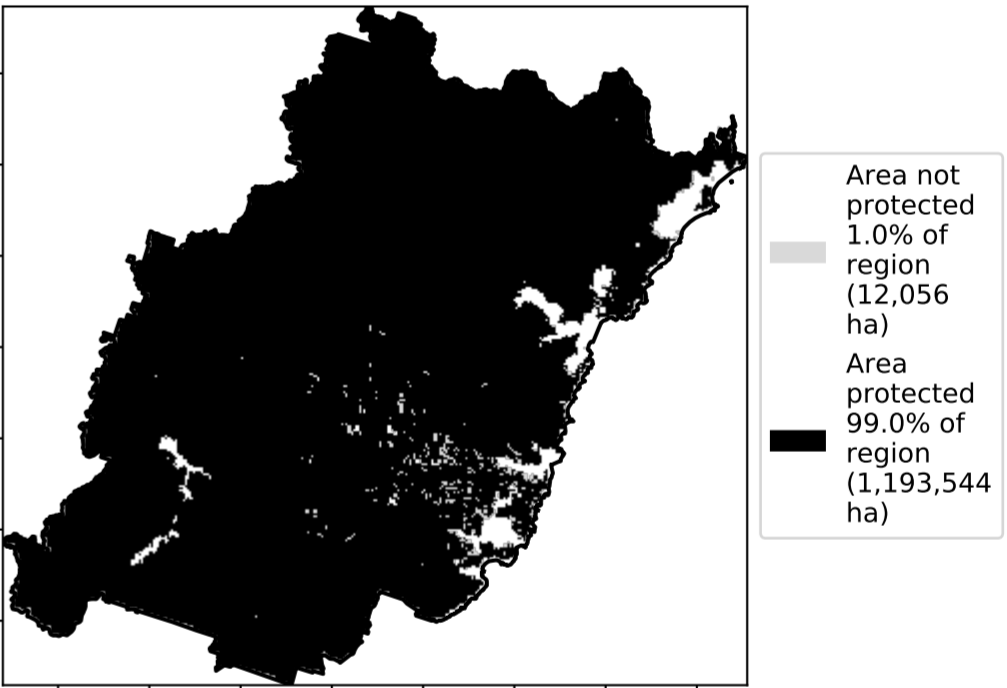 Area not
protected
1.0% of
region
(12,056
ha)
Area
protected
99.0% of
region
(1,193,544
ha)